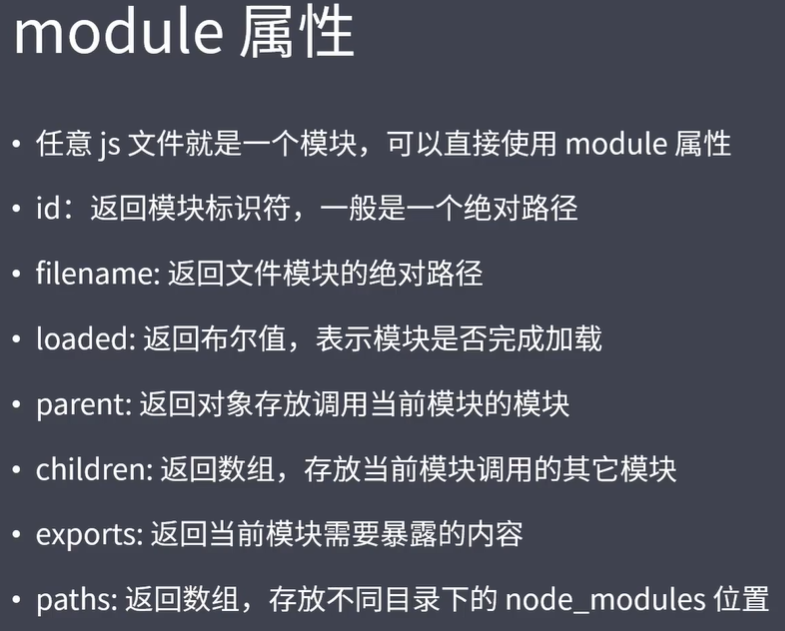 module 属性
• 任意 js 文件就是一个模块，可以直接使用 module 属性
• id：返回模块标识符，一般是一个绝对路径
• filename: 返回文件模块的绝对路径
• loaded: 返回布尔值，表示模块是否完成加载
• parent: 返回对象存放调用当前模块的模块
• children: 返回数组，存放当前模块调用的其它模块
• exports: 返回当前模块需要暴露的内容
• paths: 返回数组，存放不同目录下的 node_modules 位置